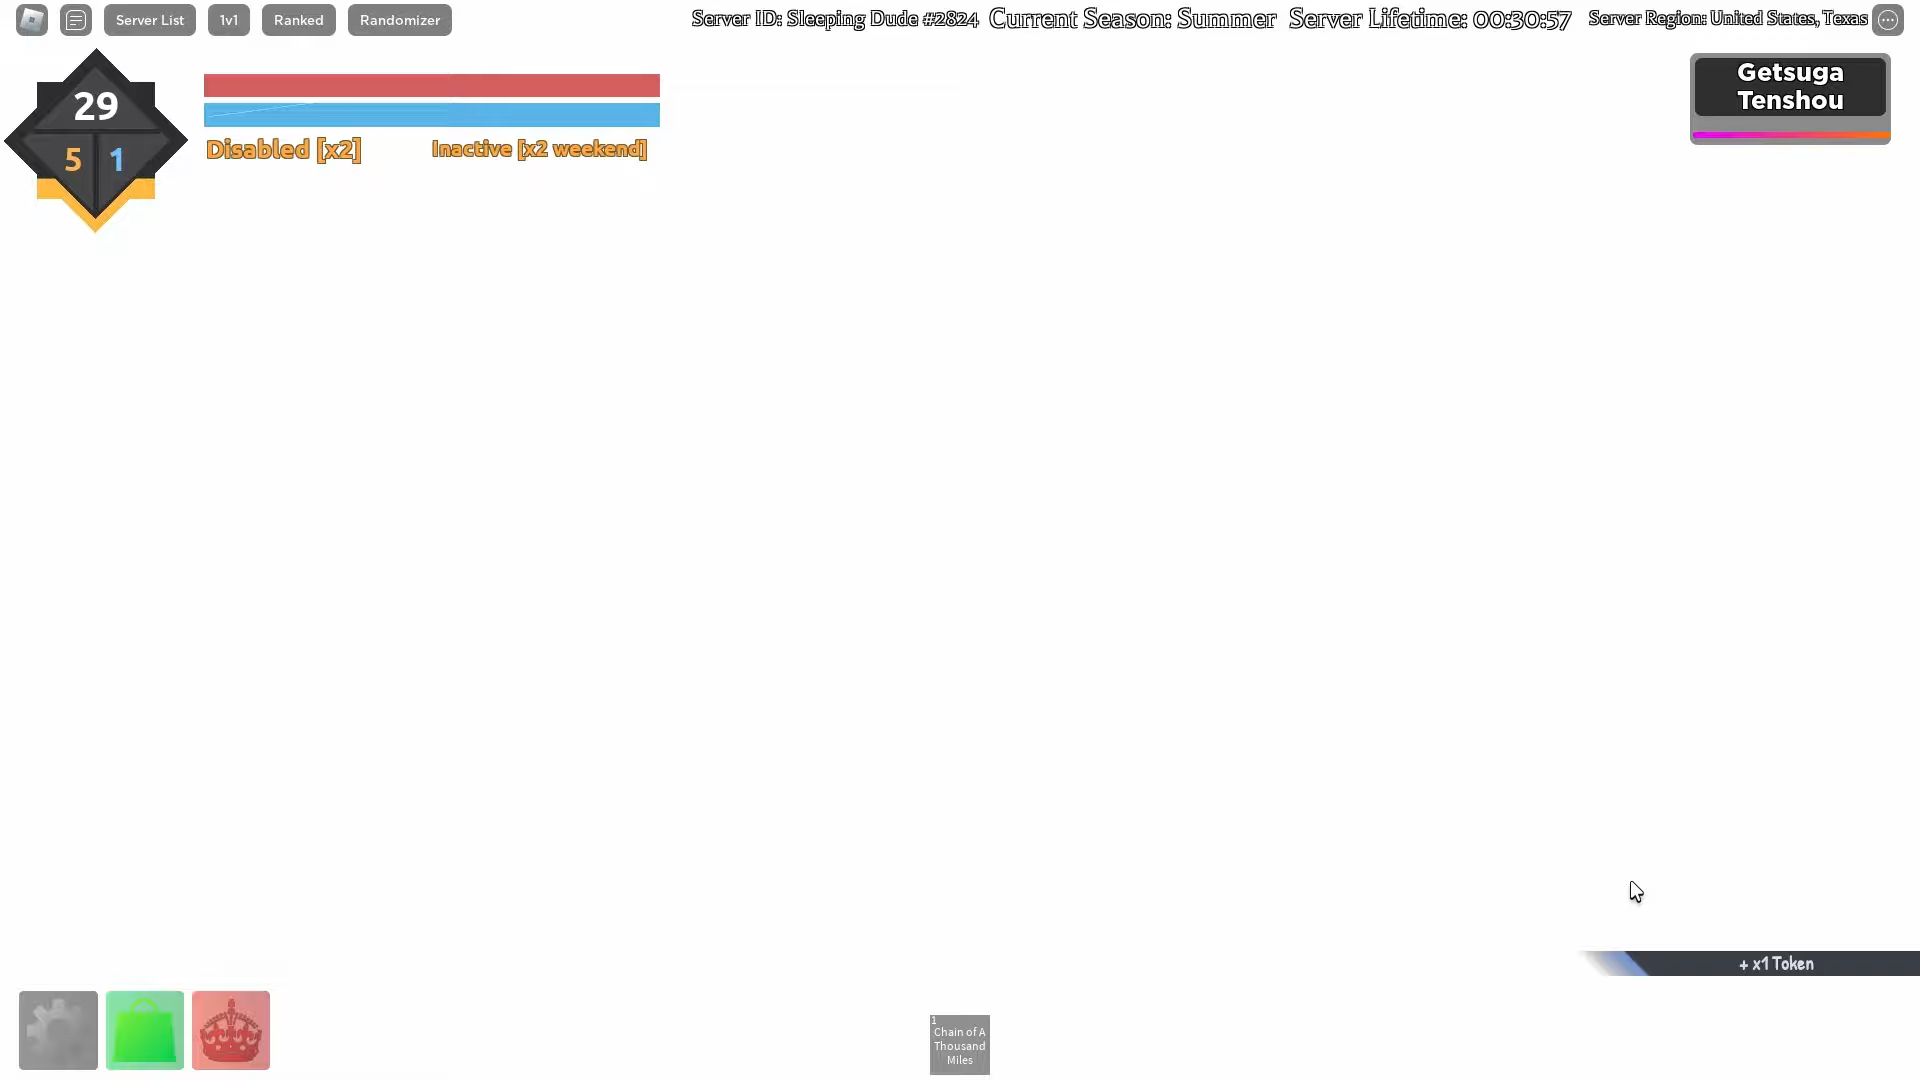 Server List
1v1
Ranked
Randomizer
Server ID: Sleeping Dude #2824
Current Season: Summer
Server Lifetime: 00:30:57
Server Region: United States, Texas
29
5
1
Disabled [x2]
Inactive [x2 weekend]
Getsuga
Tenshou
+ x1 Token
1
Chain of A
Thousand
Miles